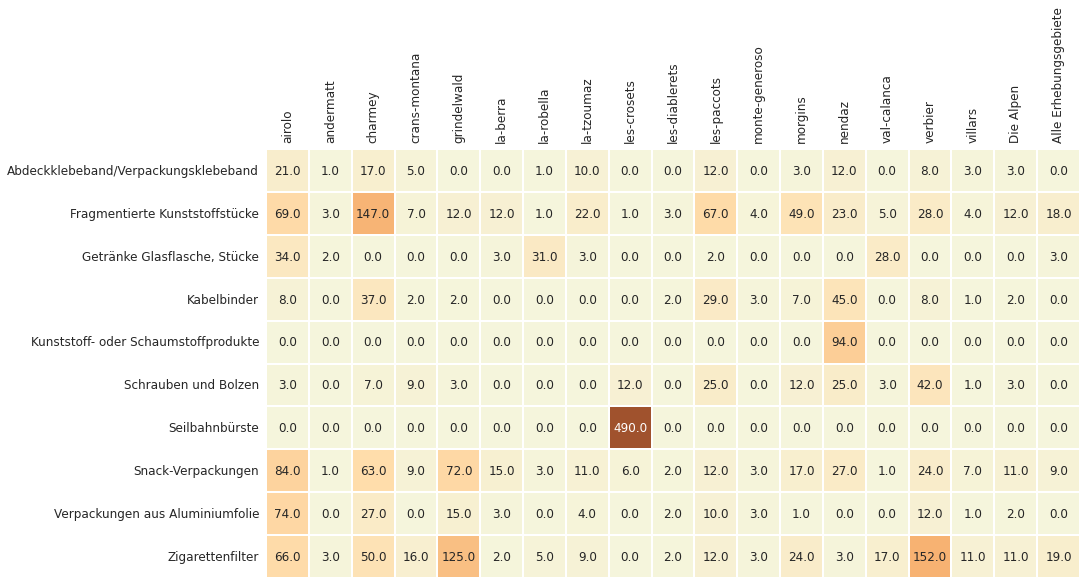 airolo andermatt charmey crans-montana grindelwald la-berra la-robella la-tzoumaz les-crosets les-diablerets les-paccots monte-generoso morgins nendaz val-calanca verbier villars Die Alpen Alle Erhebungsgebiete
Abdeckklebeband/Verpackungsklebeband 21.0 1.0 17.0 5.0 0.0 0.0 1.0 10.0 0.0 0.0 12.0 0.0 3.0 12.0 0.0 8.0 3.0 3.0 0.0
Fragmentierte Kunststoffstücke 69.0 3.0 147.0 7.0 12.0 12.0 1.0 22.0 1.0 3.0 67.0 4.0 49.0 23.0 5.0 28.0 4.0 12.0 18.0
Getränke Glasflasche, Stücke 34.0 2.0 0.0 0.0 0.0 3.0 31.0 3.0 0.0 0.0 2.0 0.0 0.0 0.0 28.0 0.0 0.0 0.0 3.0
Kabelbinder 8.0 0.0 37.0 2.0 2.0 0.0 0.0 0.0 0.0 2.0 29.0 3.0 7.0 45.0 0.0 8.0 1.0 2.0 0.0
Kunststoff- oder Schaumstoffprodukte 0.0 0.0 0.0 0.0 0.0 0.0 0.0 0.0 0.0 0.0 0.0 0.0 0.0 94.0 0.0 0.0 0.0 0.0 0.0
Schrauben und Bolzen 3.0 0.0 7.0 9.0 3.0 0.0 0.0 0.0 12.0 0.0 25.0 0.0 12.0 25.0 3.0 42.0 1.0 3.0 0.0
Seilbahnbürste 0.0 0.0 0.0 0.0 0.0 0.0 0.0 0.0 490.0 0.0 0.0 0.0 0.0 0.0 0.0 0.0 0.0 0.0 0.0
Snack-Verpackungen 84.0 1.0 63.0 9.0 72.0 15.0 3.0 11.0 6.0 2.0 12.0 3.0 17.0 27.0 1.0 24.0 7.0 11.0 9.0
Verpackungen aus Aluminiumfolie 74.0 0.0 27.0 0.0 15.0 3.0 0.0 4.0 0.0 2.0 10.0 3.0 1.0 0.0 0.0 12.0 1.0 2.0 0.0
Zigarettenfilter 66.0 3.0 50.0 16.0 125.0 2.0 5.0 9.0 0.0 2.0 12.0 3.0 24.0 3.0 17.0 152.0 11.0 11.0 19.0